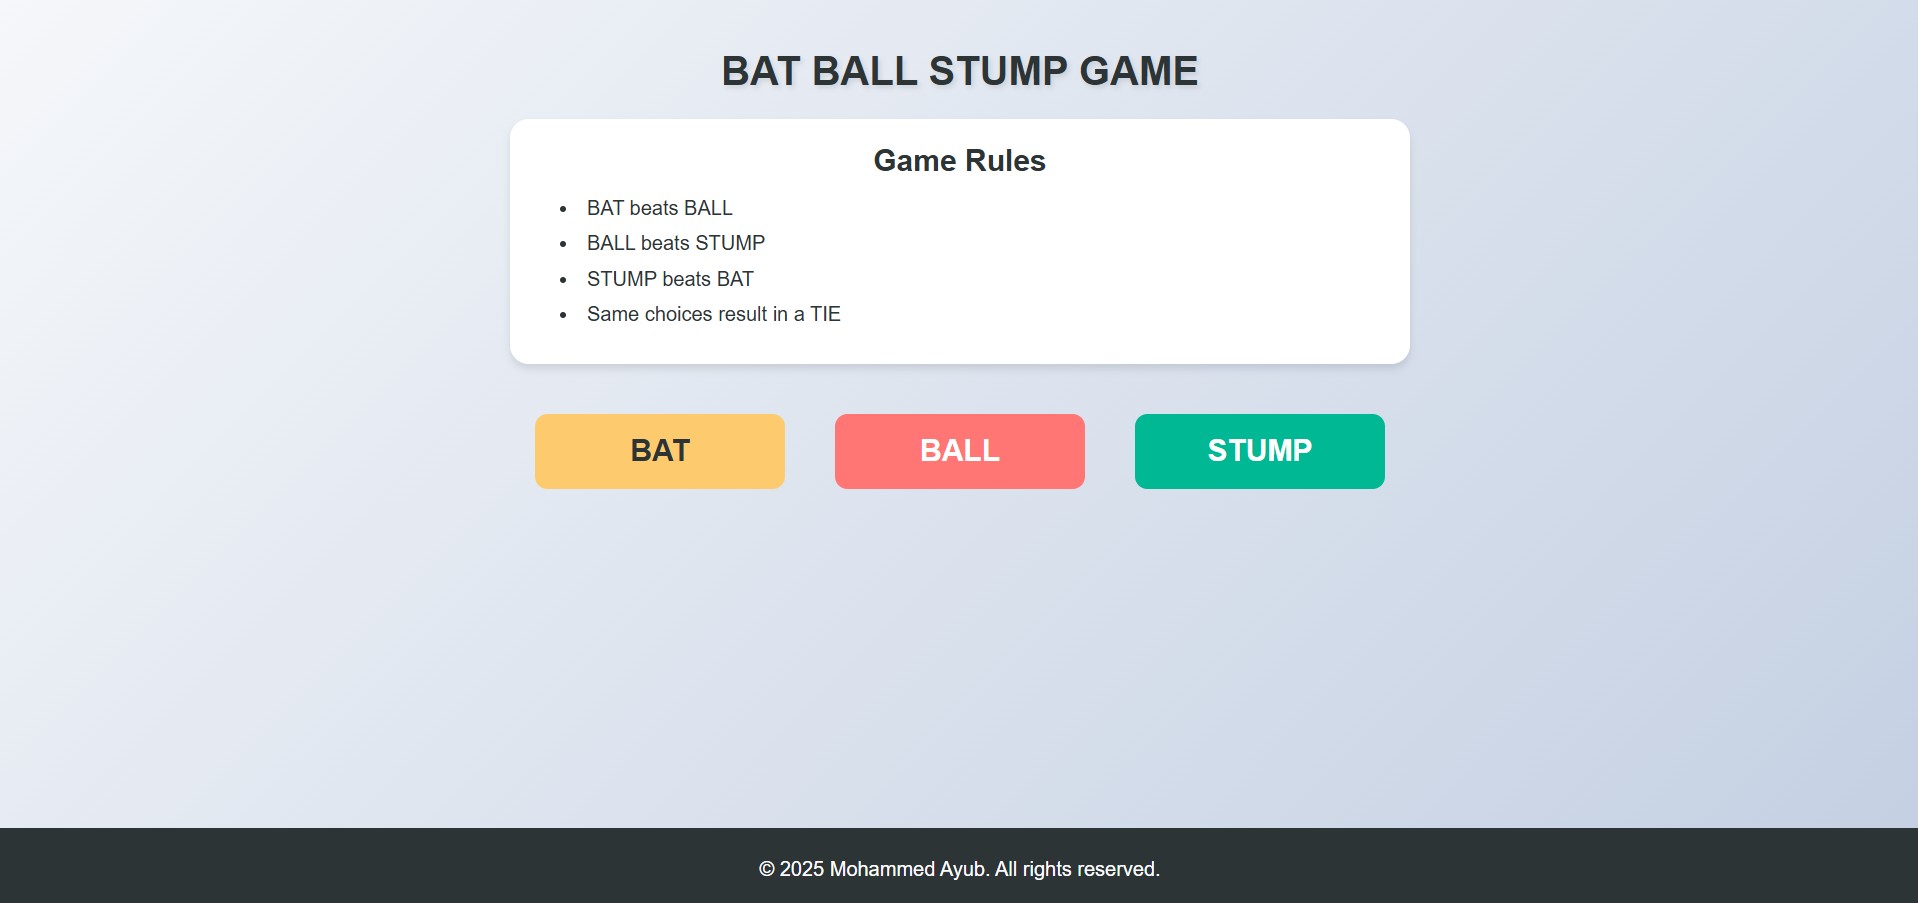 BAT BALL STUMP GAME
Game Rules
• BAT beats BALL
• BALL beats STUMP
• STUMP beats BAT
• Same choices result in a TIE
BAT
BALL
STUMP
© 2025 Mohammed Ayub. All rights reserved.